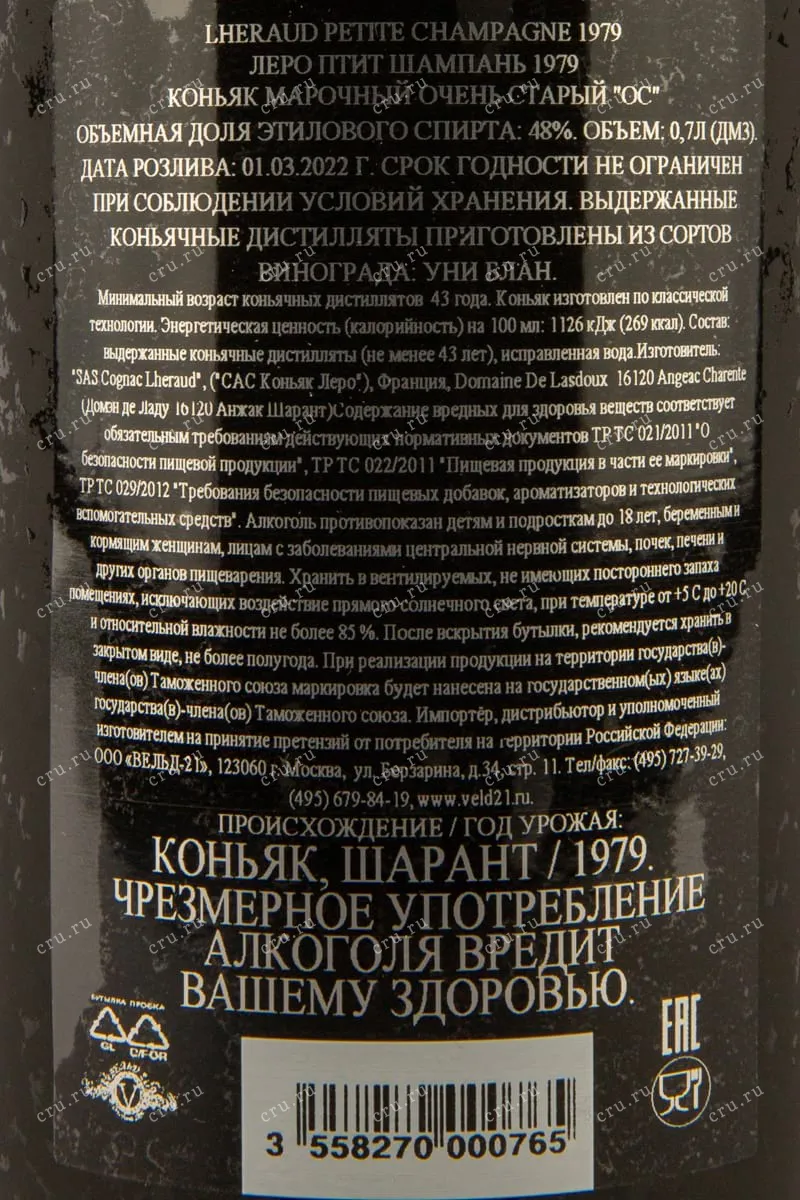 LHERAUD PETITE CHAMPAGNE 1979
ЛЕРО ПТИТ ШАМПАНЬ 1979
КОНЬЯК МАРОЧНЫЙ ОЧЕНЬ СТАРЫЙ "ОС"
ОБЪЕМНАЯ ДОЛЯ ЭТИЛОВОГО СПИРТА: 48%. ОБЪЕМ: 0,7Л (ДМ3).
ДАТА РОЗЛИВА: 01.03.2022 Г. СРОК ГОДНОСТИ НЕ ОГРАНИЧЕН
ПРИ СОБЛЮДЕНИИ УСЛОВИЙ ХРАНЕНИЯ. ВЫДЕРЖАННЫЕ
КОНЬЯЧНЫЕ ДИСТИЛЛЯТЫ ПРИГОТОВЛЕНЫ ИЗ СОРТОВ
ВИНОГРАДА: УНИ БЛАН.
Минимальный возраст коньячных дистиллятов 43 года. Коньяк изготовлен по классической
технологии. Энергетическая ценность (калорийность) на 100 мл: 1126 кДж (269 ккал). Состав:
выдержанные коньячные дистилляты (не менее 43 лет), исправленная вода.Изготовитель:
"SAS Cognac Lheraud", ("САС Коньяк Леро"), Франция, Domaine De Lasdoux 16120 Angeac Charente
(Домэн де Ладу 16120 Анжак Шарант)Содержание вредных для здоровья веществ соответствует
обязательным требованиям действующих нормативных документов ТР ТС 021/2011 "О
безопасности пищевой продукции", ТР ТС 022/2011 "Пищевая продукция в части ее маркировки",
ТР ТС 029/2012 "Требования безопасности пищевых добавок, ароматизаторов и технологических
вспомогательных средств". Алкоголь противопоказан детям и подросткам до 18 лет, беременным и
кормящим женщинам, лицам с заболеваниями центральной нервной системы, почек, печени и
других органов пищеварения. Хранить в вентилируемых, не имеющих постороннего запаха
помещениях, исключающих воздействие прямого солнечного света, при температуре от +5 С до +20 С
и относительной влажности не более 85 %. После вскрытия бутылки, рекомендуется хранить в
закрытом виде, не более полугода. При реализации продукции на территории государства(в)-
члена(ов) Таможенного союза маркировка будет нанесена на государственном(ых) языке(ах)
государства(в)-члена(ов) Таможенного союза. Импортёр, дистрибьютор и уполномоченный
изготовителем на принятие претензий от потребителя на территории Российской Федерации:
ООО «ВЕЛЬД-21», 123060 г. Москва, ул. Берзарина, д.34, стр. 11. Тел/факс: (495) 727-39-29,
(495) 679-84-19, www.veld21.ru.
ПРОИСХОЖДЕНИЕ / ГОД УРОЖАЯ:
КОНЬЯК, ШАРАНТ / 1979.
ЧРЕЗМЕРНОЕ УПОТРЕБЛЕНИЕ
АЛКОГОЛЯ ВРЕДИТ
ВАШЕМУ ЗДОРОВЬЮ.
БУТЫЛКА ПРОБКА
GL C/FOR
EAC
3 558270 000765
cru.ru